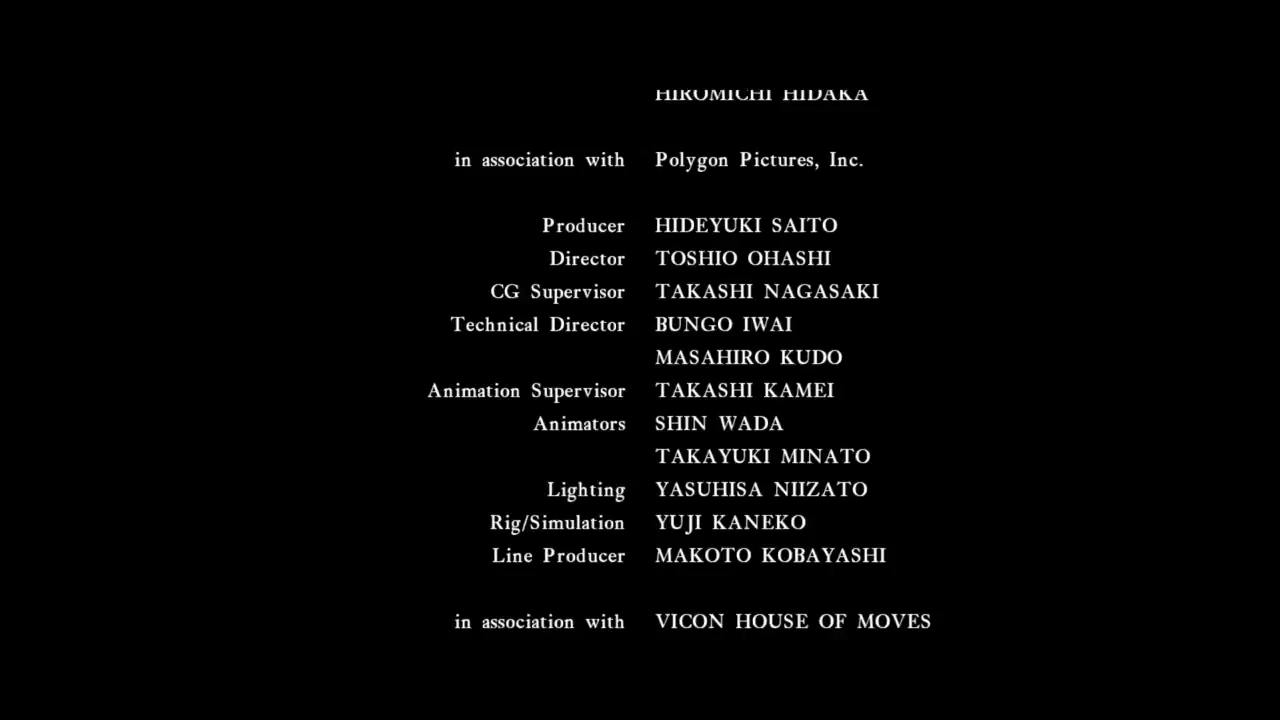 HIROMICHI HIDAKA
in association with Polygon Pictures, Inc.
Producer HIDEYUKI SAITO
Director TOSHIO OHASHI
CG Supervisor TAKASHI NAGASAKI
Technical Director BUNGO IWAI
MASAHIRO KUDO
Animation Supervisor TAKASHI KAMEI
Animators SHIN WADA
TAKAYUKI MINATO
Lighting YASUHISA NIIZATO
Rig/Simulation YUJI KANEKO
Line Producer MAKOTO KOBAYASHI
in association with VICON HOUSE OF MOVES